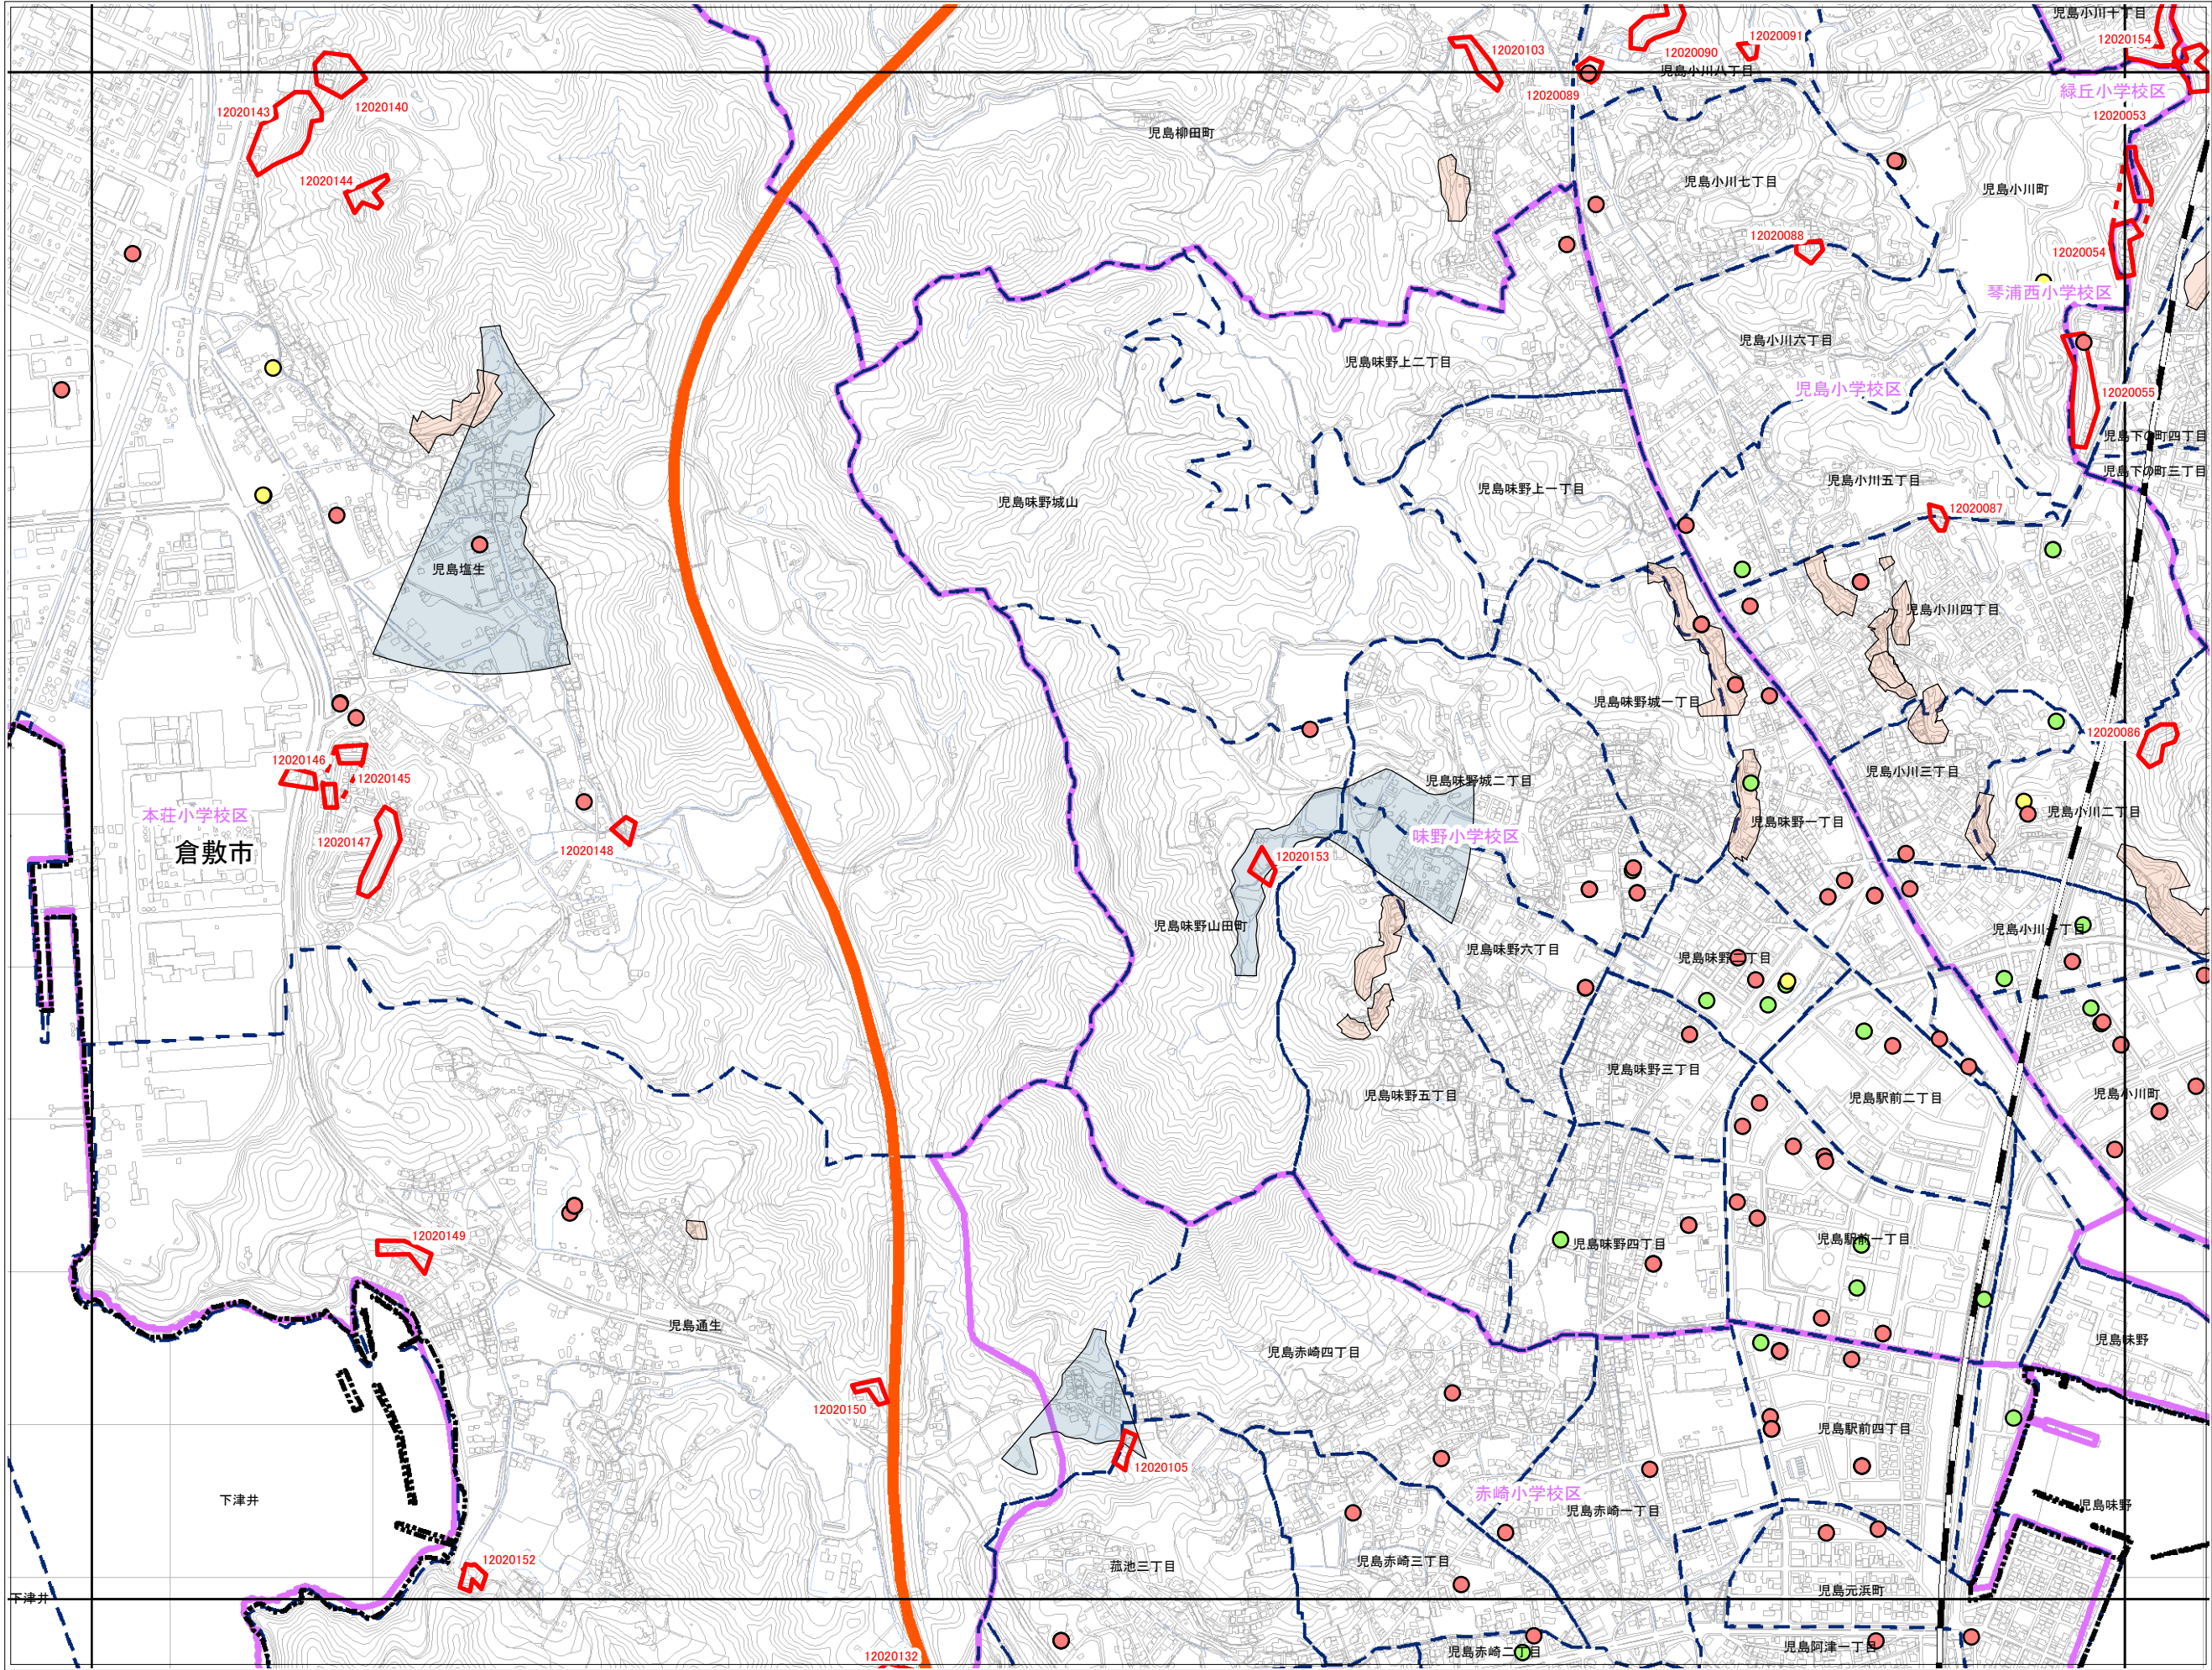 児島小川十丁目
12020154
12020091
12020090
12020103
児島小川八丁目
12020089
緑丘小学校区
12020053
12020140
12020143
児島柳田町
12020144
児島小川七丁目
児島小川町
12020088
12020054
琴浦西小学校区
児島小川六丁目
児島味野上二丁目
児島小学校区
12020055
児島下の町四丁目
児島下の町三丁目
児島小川五丁目
児島味野上一丁目
児島味野城山
12020087
児島塩生
児島小川四丁目
児島味野城一丁目
12020086
12020146
12020145
児島小川三丁目
児島味野城二丁目
児島小川二丁目
本荘小学校区
児島味野一丁目
味野小学校区
12020147
倉敷市
12020148
12020153
児島味野山田町
児島小川一丁目
児島味野六丁目
児島味野二丁目
児島味野三丁目
児島味野五丁目
児島駅前二丁目
児島小川町
12020149
児島味野四丁目
児島駅前一丁目
児島通生
児島味野
児島赤崎四丁目
12020150
児島駅前四丁目
12020105
赤崎小学校区
下津井
児島味野
児島赤崎一丁目
12020152
児島赤崎三丁目
菰池三丁目
児島元浜町
下津井
児島阿津一丁目
児島赤崎二丁目
12020132